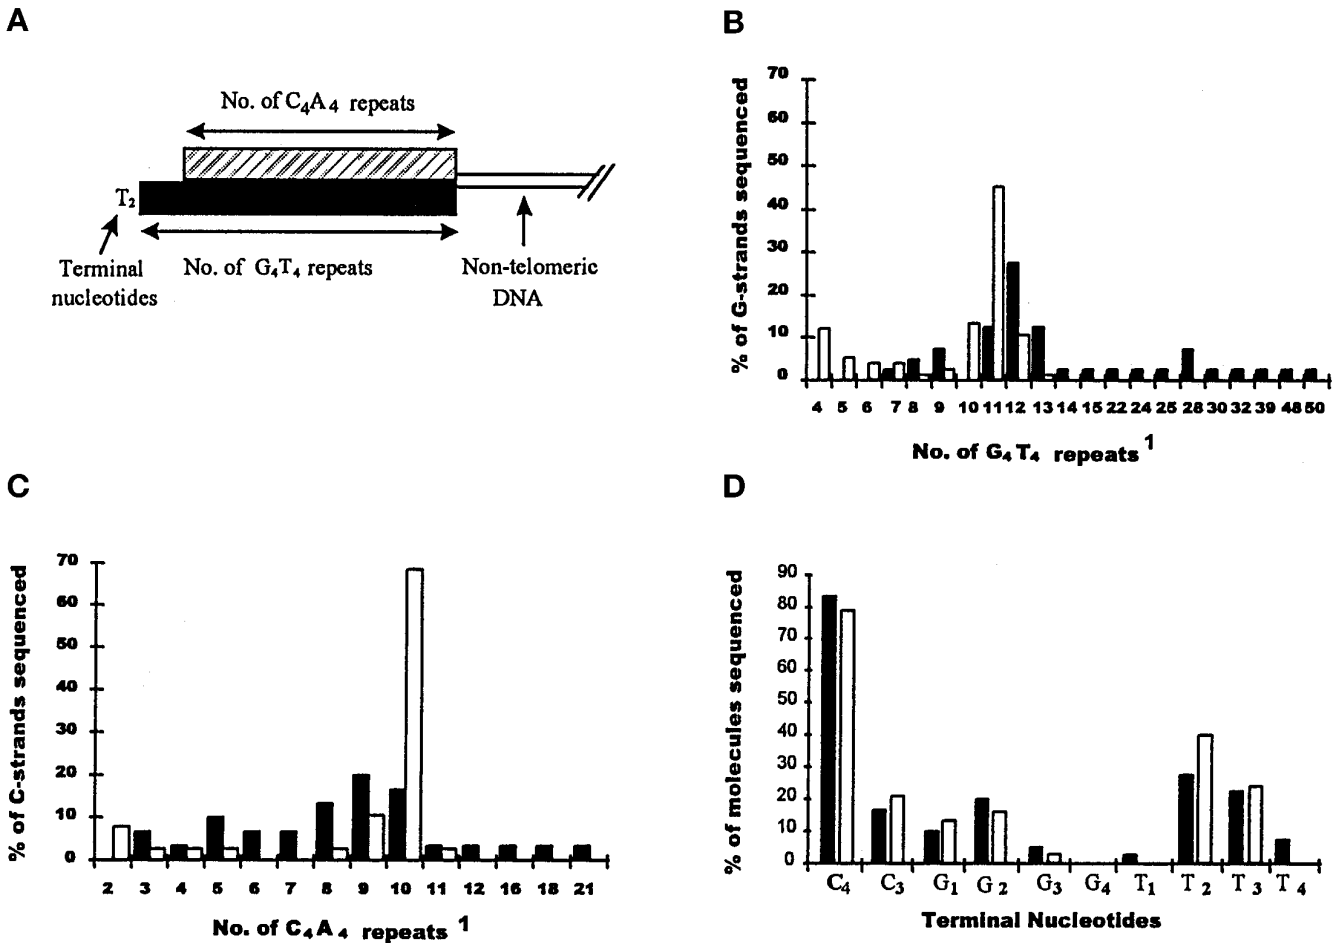 A
No. of C₄A₄ repeats
T₂
Terminal nucleotides
No. of G₄T₄ repeats
Non-telomeric DNA
B
% of G-strands sequenced
70
60
50
40
30
20
10
0
4 5 6 7 8 9 10 11 12 13 14 15 22 24 25 28 30 32 39 48 50
No. of G₄T₄ repeats ¹
C
% of C-strands sequenced
70
60
50
40
30
20
10
0
2 3 4 5 6 7 8 9 10 11 12 16 18 21
No. of C₄A₄ repeats ¹
D
% of molecules sequenced
90
80
70
60
50
40
30
20
10
0
C₄ C₃ G₁ G₂ G₃ G₄ T₁ T₂ T₃ T₄
Terminal Nucleotides